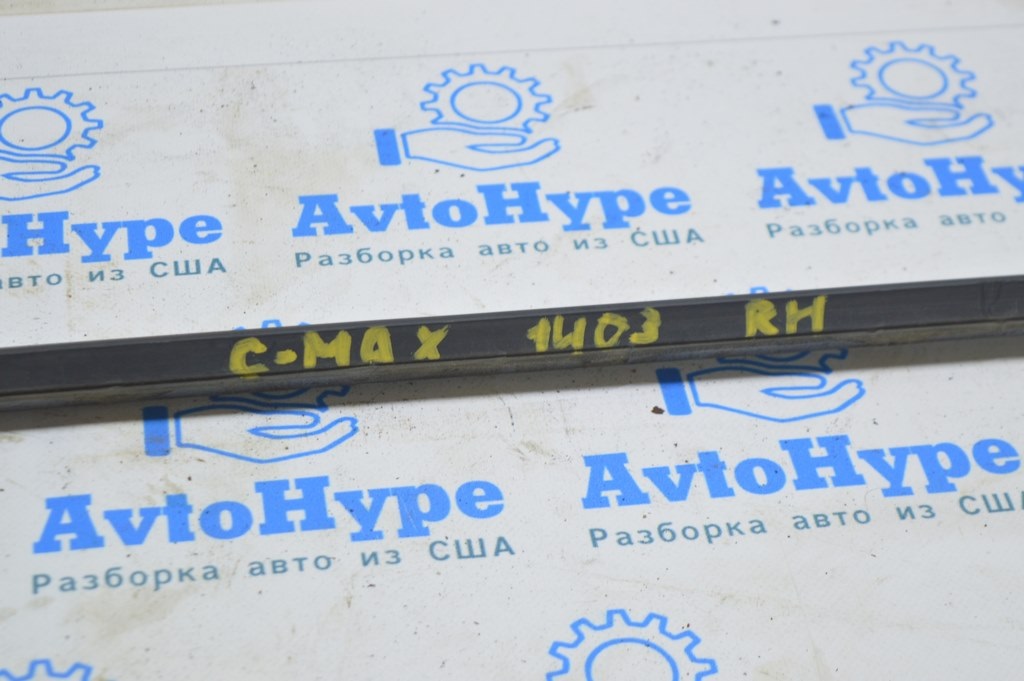 AvtoHype
Разборка авто из США
AvtoHy
Разборка авто
Hype
авто из США
C-MAX 1403 RH
AvtoHype
Разборка авто из США
AvtoHype
Разборка авто из США